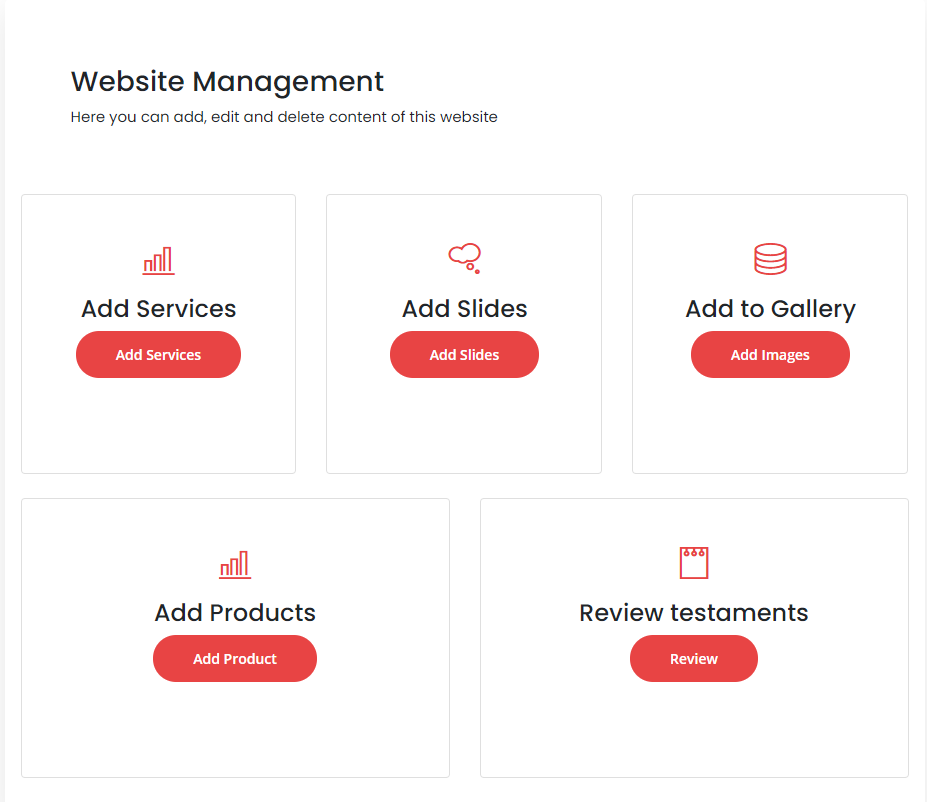 Website Management
Here you can add, edit and delete content of this website
Add Services
Add Slides
Add to Gallery
Add Services
Add Slides
Add Images
Add Products
Review testaments
Add Product
Review